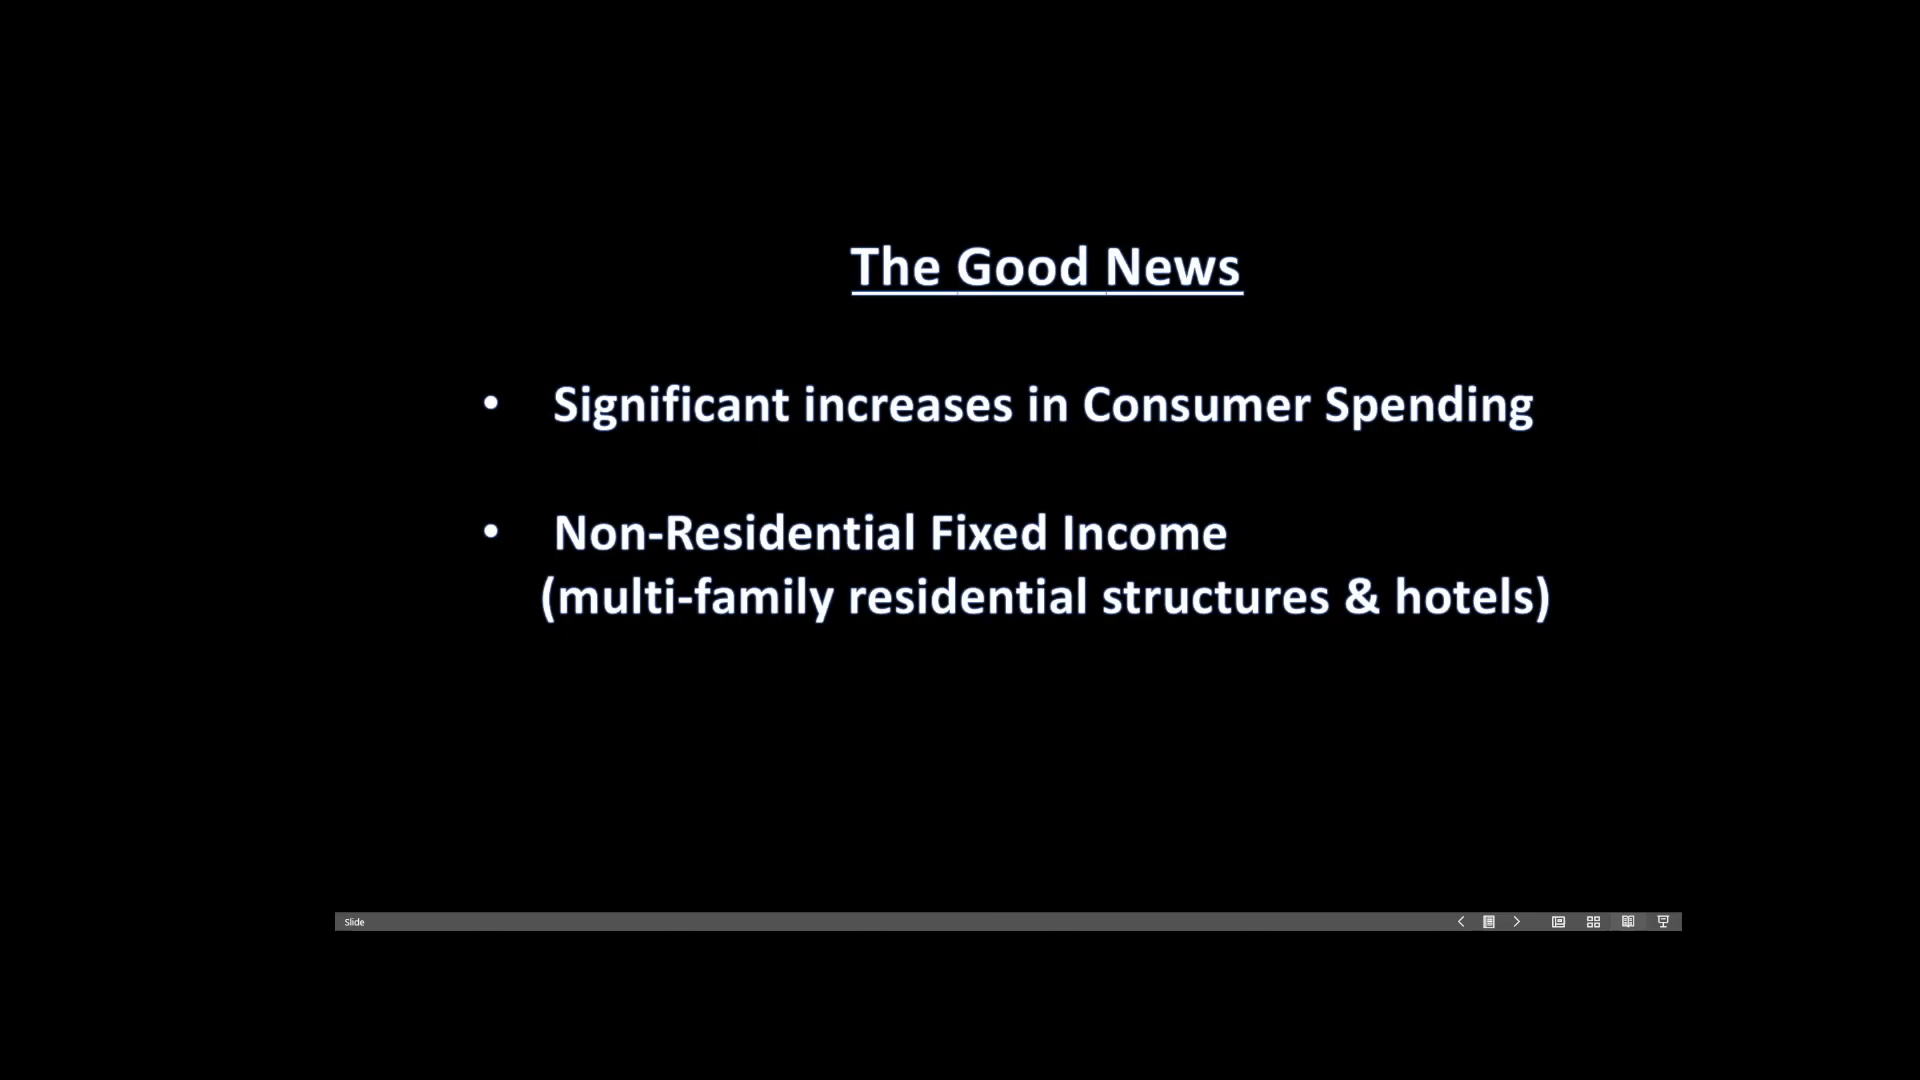 The Good News
• Significant increases in Consumer Spending
• Non-Residential Fixed Income
(multi-family residential structures & hotels)
Slide